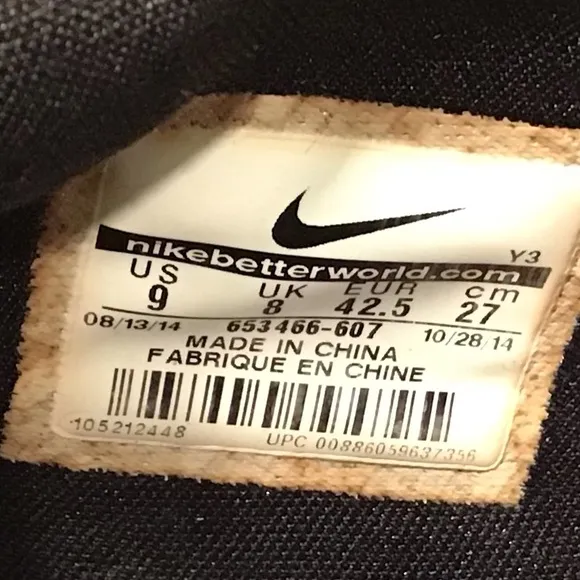 Y3
nikebetterworld.com
US UK EUR cm
9 8 42.5 27
08/13/14 653466-607 10/28/14
MADE IN CHINA
FABRIQUE EN CHINE
105212448 UPC 00886059637356